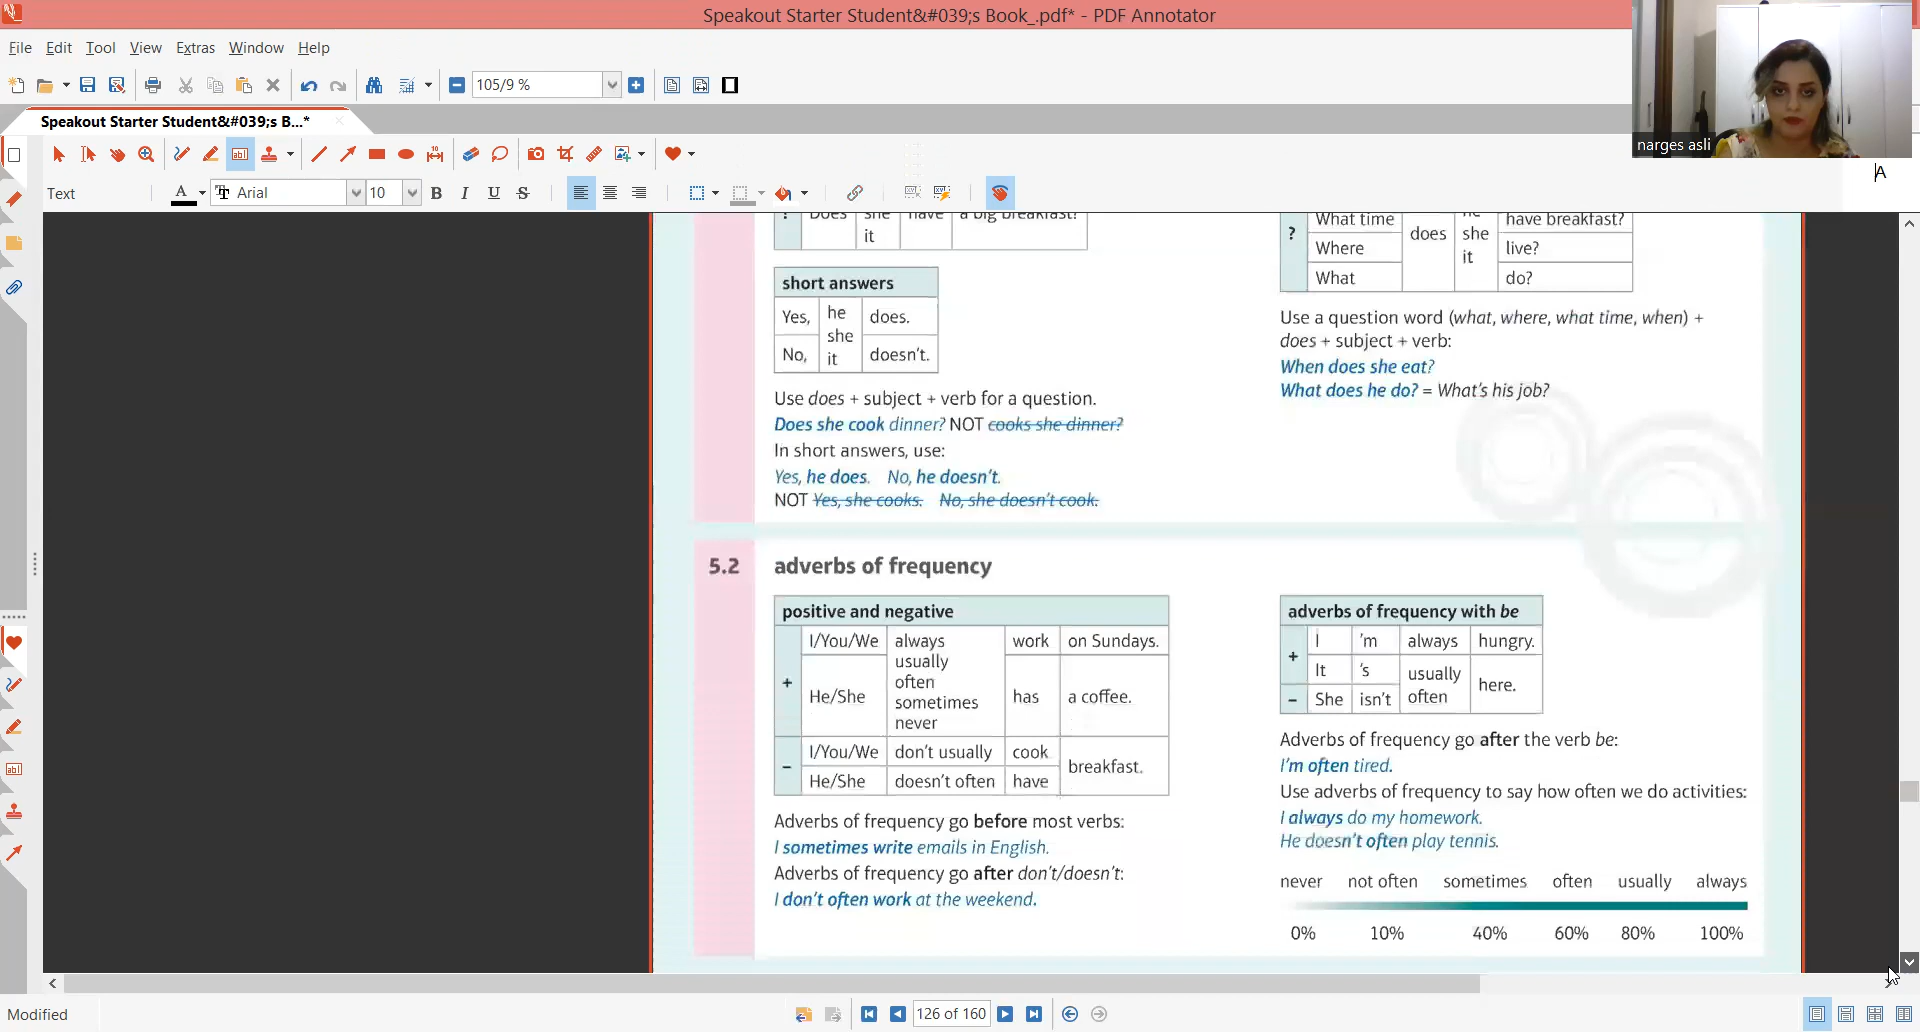 Speakout Starter Student&#039;s Book_.pdf* - PDF Annotator
File Edit Tool View Extras Window Help
105/9 %
Speakout Starter Student&#039;s B...*
narges asli
A
Text A Arial 10 B I U S
? Does she have a big breakfast?
it
short answers
Yes, he does.
she
No, it doesn't.
Use does + subject + verb for a question.
Does she cook dinner? NOT cooks she dinner?
In short answers, use:
Yes, he does. No, he doesn't.
NOT Yes, she cooks. No, she doesn't cook.
What time have breakfast?
? Where does she live?
it
What do?
Use a question word (what, where, what time, when) +
does + subject + verb:
When does she eat?
What does he do? = What's his job?
5.2 adverbs of frequency
positive and negative
I/You/We always work on Sundays.
usually
often
+ He/She sometimes has a coffee.
never
I/You/We don't usually cook
– breakfast.
He/She doesn't often have
Adverbs of frequency go before most verbs:
I sometimes write emails in English.
Adverbs of frequency go after don't/doesn't:
I don't often work at the weekend.
adverbs of frequency with be
+ I 'm always hungry.
It 's usually here.
– She isn't often
Adverbs of frequency go after the verb be:
I'm often tired.
Use adverbs of frequency to say how often we do activities:
I always do my homework.
He doesn't often play tennis.
never not often sometimes often usually always
0% 10% 40% 60% 80% 100%
Modified
126 of 160